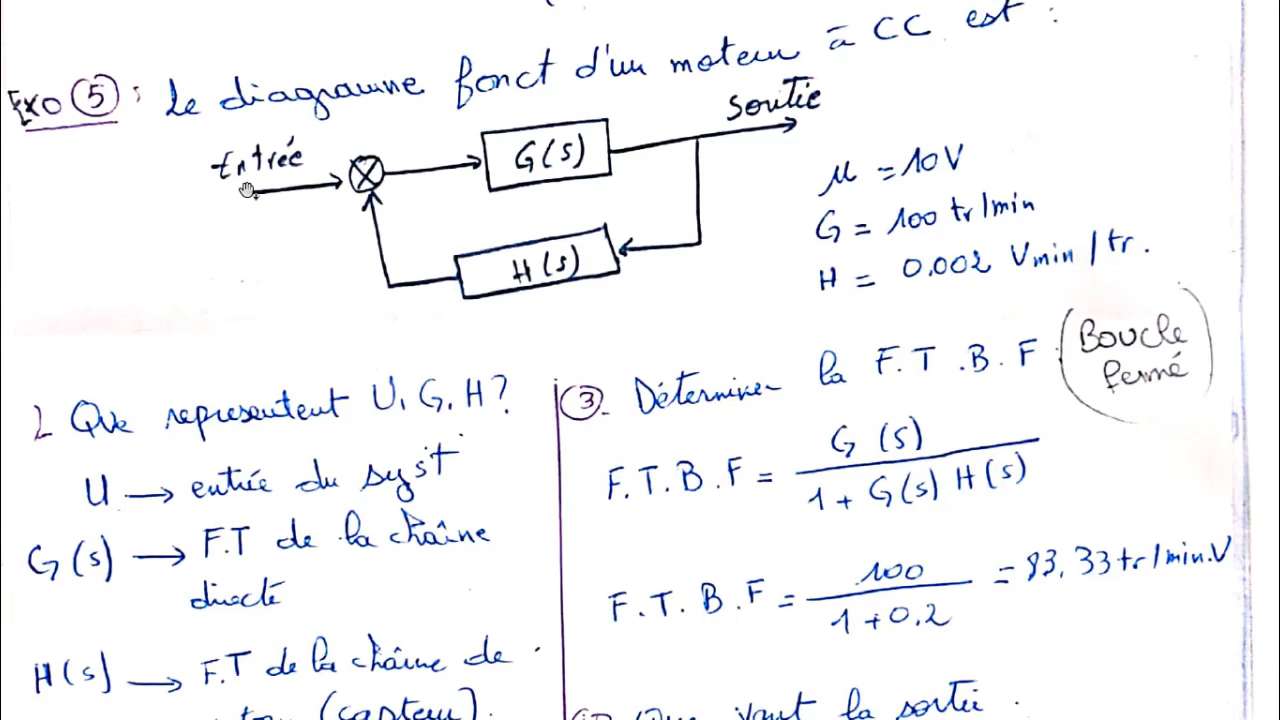 Exo ⑤ : Le diagramme fonct d'un moteur à CC est :
Entrée
G(s)
sortie
H(s)
U = 10V
G = 100 tr/min
H = 0.002 Vmin/tr.
Que representent U, G, H?
U → entrée du syst
G(s) → F.T de la chaîne
directe
H(s) → F.T de la chaîne de
(capteur).
③. Déterminer la F.T.B.F (Boucle
fermé)
F.T.B.F = G(s) / 1 + G(s) H(s)
F.T.B.F = 100 / 1+0.2 = 83,33 tr/min.V
Que vaut la sortie